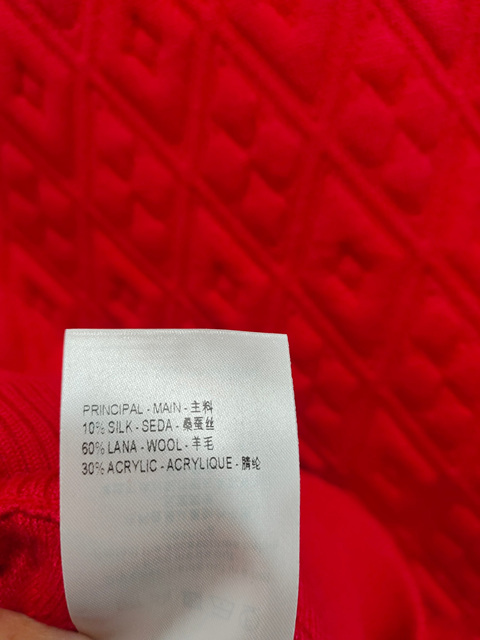 PRINCIPAL - MAIN - 主料
10% SILK - SEDA - 桑蚕丝
60% LANA - WOOL - 羊毛
30% ACRYLIC - ACRYLIQUE - 腈纶